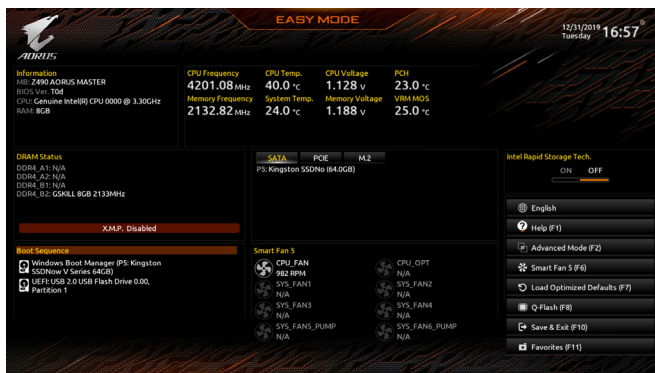 EASY MODE
12/31/2019
Tuesday
16:57
AORUS
Information
MB: Z490 AORUS MASTER
BIOS Ver. T0d
CPU: Genuine Intel(R) CPU 0000 @ 3.30GHz
RAM: 8GB
CPU Frequency
4201.08 MHz
CPU Temp.
40.0 °C
CPU Voltage
1.128 V
PCH
23.0 °C
Memory Frequency
2132.82 MHz
System Temp.
24.0 °C
Memory Voltage
1.188 V
VRM MOS
25.0 °C
DRAM Status
DDR4_A1: N/A
DDR4_A2: N/A
DDR4_B1: N/A
DDR4_B2: GSKILL 8GB 2133MHz
X.M.P. Disabled
SATA PCIE M.2
P5: Kingston SSDNo (64.0GB)
Intel Rapid Storage Tech.
ON OFF
English
Help (F1)
Advanced Mode (F2)
Smart Fan 5 (F6)
Load Optimized Defaults (F7)
Q-Flash (F8)
Save & Exit (F10)
Favorites (F11)
Boot Sequence
Windows Boot Manager (P5: Kingston
SSDNow V Series 64GB)
UEFI: USB 2.0 USB Flash Drive 0.00,
Partition 1
Smart Fan 5
CPU_FAN
982 RPM
CPU_OPT
N/A
SYS_FAN1
N/A
SYS_FAN2
N/A
SYS_FAN3
N/A
SYS_FAN4
N/A
SYS_FAN5_PUMP
N/A
SYS_FAN6_PUMP
N/A